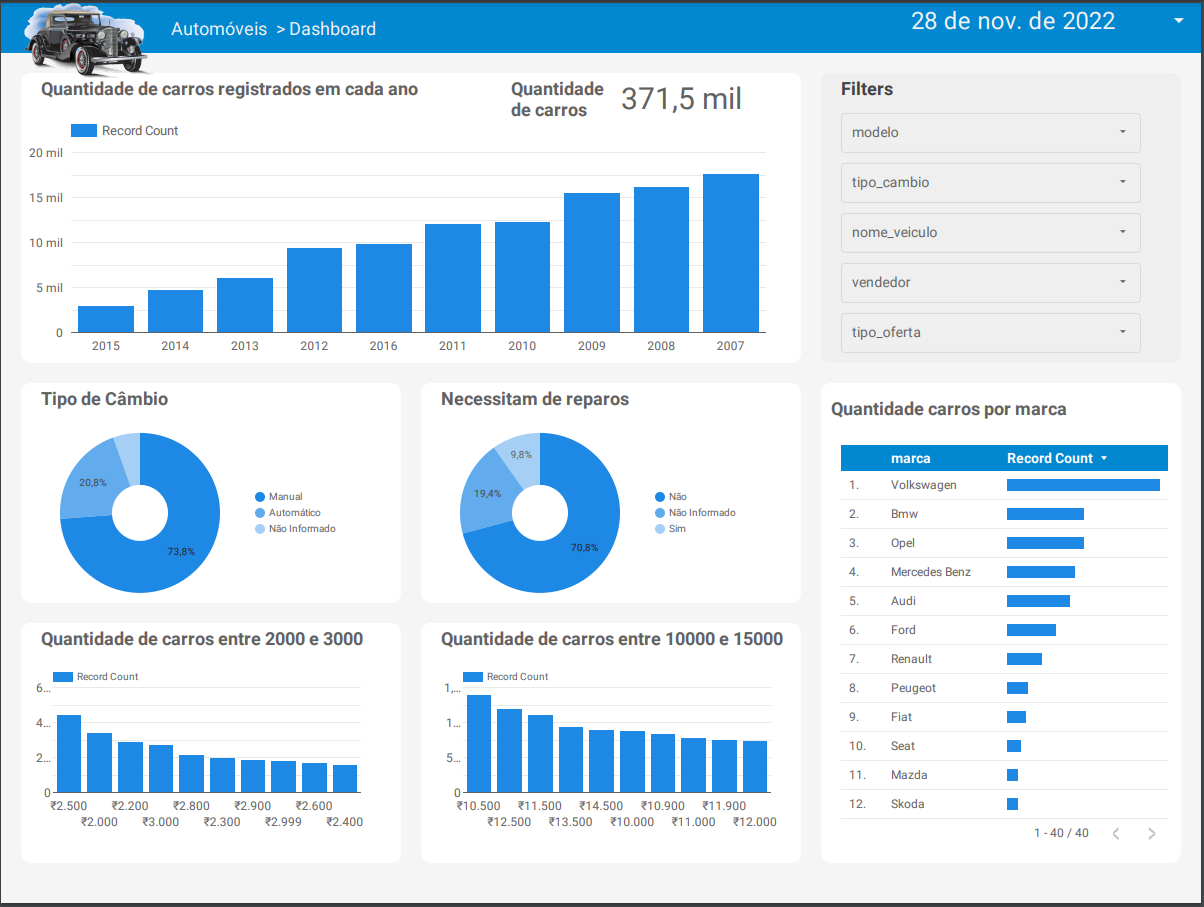 Automóveis > Dashboard
28 de nov. de 2022
Quantidade de carros registrados em cada ano
Quantidade
de carros
371,5 mil
Record Count
20 mil
15 mil
10 mil
5 mil
0
2015 2014 2013 2012 2016 2011 2010 2009 2008 2007
Filters
modelo
tipo_cambio
nome_veiculo
vendedor
tipo_oferta
Tipo de Câmbio
20,8%
73,8%
Manual
Automático
Não Informado
Necessitam de reparos
9,8%
19,4%
70,8%
Não
Não Informado
Sim
Quantidade de carros entre 2000 e 3000
Record Count
6...
4...
2...
0
₹2.500 ₹2.200 ₹2.800 ₹2.900 ₹2.600
₹2.000 ₹3.000 ₹2.300 ₹2.999 ₹2.400
Quantidade de carros entre 10000 e 15000
Record Count
1,...
1...
5...
0
₹10.500 ₹11.500 ₹14.500 ₹10.900 ₹11.900
₹12.500 ₹13.500 ₹10.000 ₹11.000 ₹12.000
Quantidade carros por marca
marca Record Count
1. Volkswagen
2. Bmw
3. Opel
4. Mercedes Benz
5. Audi
6. Ford
7. Renault
8. Peugeot
9. Fiat
10. Seat
11. Mazda
12. Skoda
1 - 40 / 40